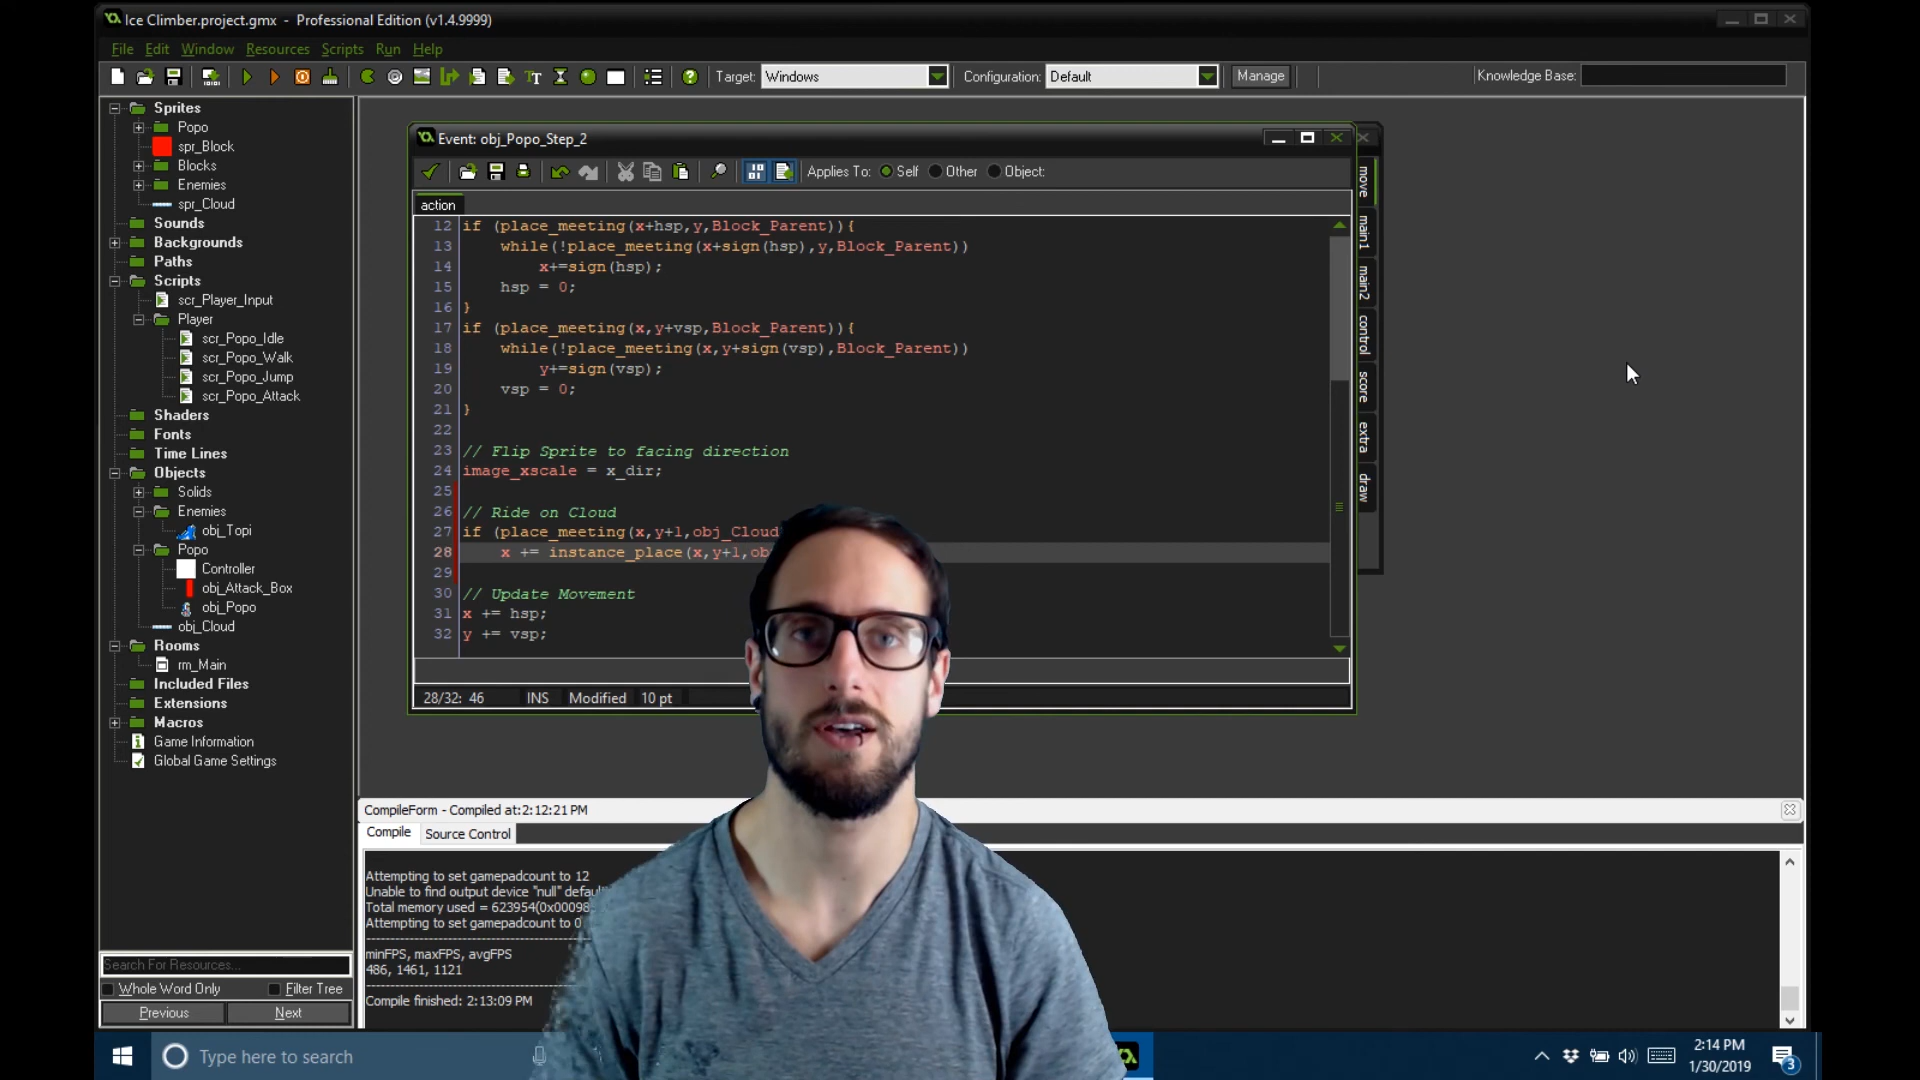 Ice Climber.project.gmx - Professional Edition (v1.4.9999)
File Edit Window Resources Scripts Run Help
Target: Windows Configuration: Default Manage Knowledge Base:
Sprites
Popo
spr_Block
Blocks
Enemies
spr_Cloud
Sounds
Backgrounds
Paths
Scripts
scr_Player_Input
Player
scr_Popo_Idle
scr_Popo_Walk
scr_Popo_Jump
scr_Popo_Attack
Shaders
Fonts
Time Lines
Objects
Solids
Enemies
obj_Topi
Popo
Controller
obj_Attack_Box
obj_Popo
obj_Cloud
Rooms
rm_Main
Included Files
Extensions
Macros
Game Information
Global Game Settings
Search For Resources...
Whole Word Only Filter Tree
Previous Next
Event: obj_Popo_Step_2
Applies To: Self Other Object:
action
12 if (place_meeting(x+hsp,y,Block_Parent)){
13 while(!place_meeting(x+sign(hsp),y,Block_Parent))
14 x+=sign(hsp);
15 hsp = 0;
16 }
17 if (place_meeting(x,y+vsp,Block_Parent)){
18 while(!place_meeting(x,y+sign(vsp),Block_Parent))
19 y+=sign(vsp);
20 vsp = 0;
21 }
22
23 // Flip Sprite to facing direction
24 image_xscale = x_dir;
25
26 // Ride on Cloud
27 if (place_meeting(x,y+1,obj_Cloud
28 x += instance_place(x,y+1,ob
29
30 // Update Movement
31 x += hsp;
32 y += vsp;
28/32: 46 INS Modified 10 pt
move
main1
main2
control
score
extra
draw
CompileForm - Compiled at:2:12:21 PM
Compile Source Control
Attempting to set gamepadcount to 12
Unable to find output device "null" defaul
Total memory used = 623954(0x00098
Attempting to set gamepadcount to 0
minFPS, maxFPS, avgFPS
486, 1461, 1121
Compile finished: 2:13:09 PM
Type here to search
2:14 PM
1/30/2019
3